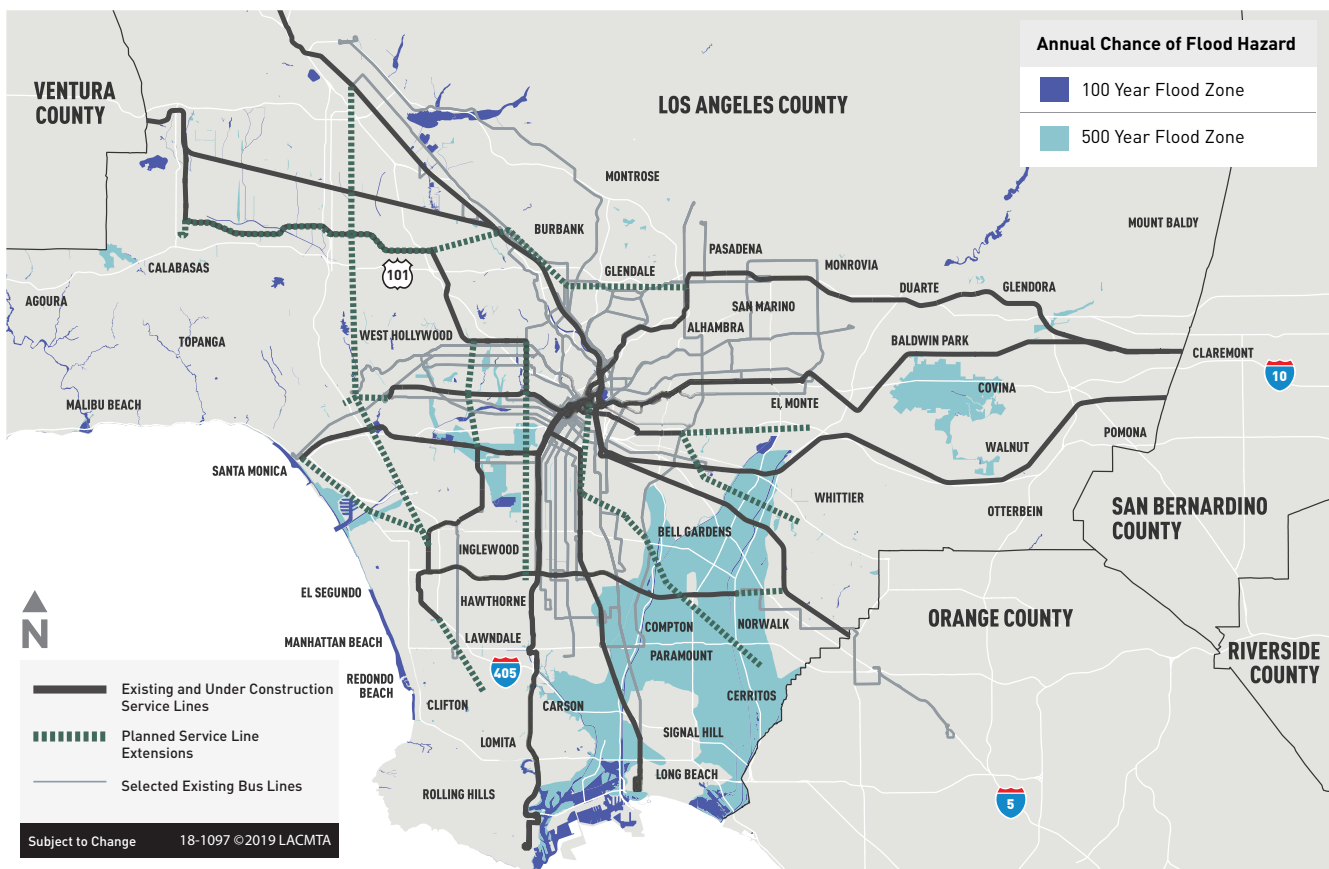 Annual Chance of Flood Hazard
100 Year Flood Zone
500 Year Flood Zone
VENTURA
COUNTY
LOS ANGELES COUNTY
MONTROSE
MOUNT BALDY
BURBANK
PASADENA
MONROVIA
CALABASAS
101
GLENDALE
DUARTE
GLENDORA
AGOURA
SAN MARINO
ALHAMBRA
TOPANGA
WEST HOLLYWOOD
BALDWIN PARK
CLAREMONT
10
COVINA
MALIBU BEACH
EL MONTE
POMONA
WALNUT
SANTA MONICA
WHITTIER
OTTERBEIN
SAN BERNARDINO
COUNTY
BELL GARDENS
INGLEWOOD
EL SEGUNDO
HAWTHORNE
N
COMPTON
NORWALK
ORANGE COUNTY
MANHATTAN BEACH
LAWNDALE
PARAMOUNT
RIVERSIDE
COUNTY
405
REDONDO
BEACH
CLIFTON
CARSON
CERRITOS
LOMITA
SIGNAL HILL
LONG BEACH
ROLLING HILLS
5
Existing and Under Construction
Service Lines
Planned Service Line
Extensions
Selected Existing Bus Lines
Subject to Change 18-1097 ©2019 LACMTA